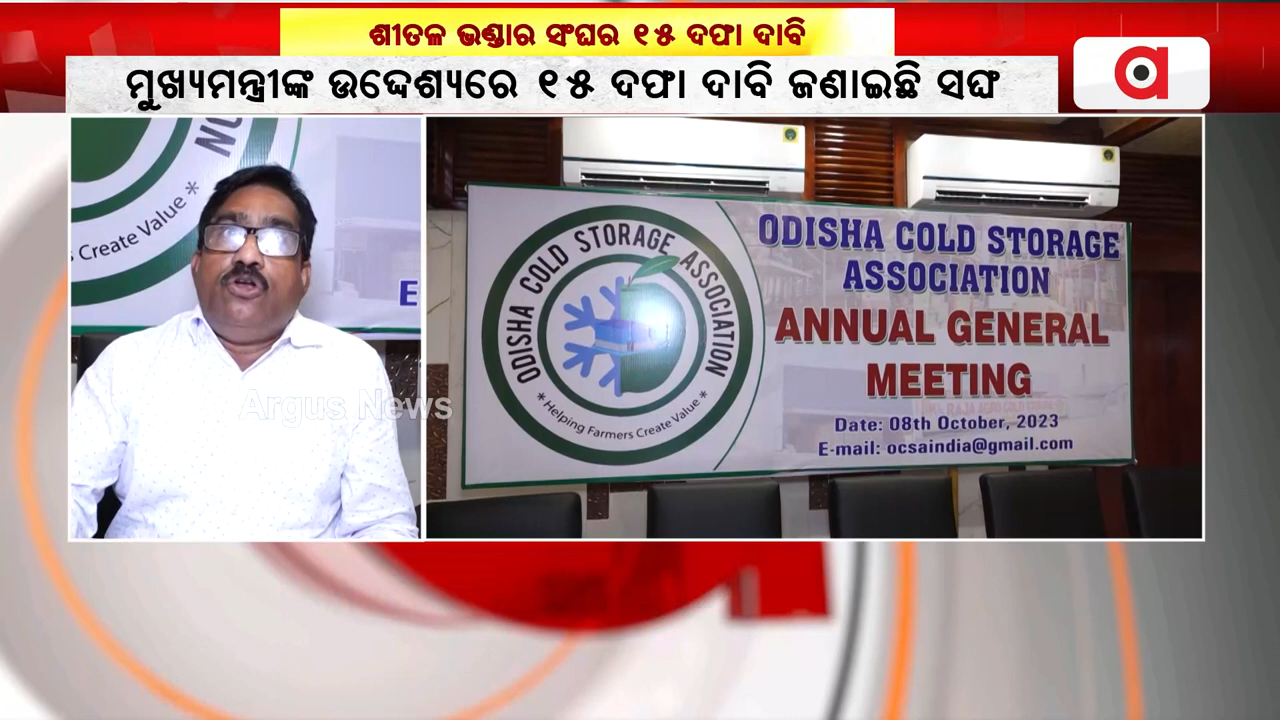 ଶୀତଳ ଭଣ୍ଡାର ସଂଘର ୧୫ ଦଫା ଦାବି
ମୁଖ୍ୟମନ୍ତ୍ରୀଙ୍କ ଉଦ୍ଦେଶ୍ୟରେ ୧୫ ଦଫା ଦାବି ଜଣାଇଛି ସଙ୍ଘ
a
Create Value *
E
Argus News
ODISHA COLD STORAGE ASSOCIATION
* Helping Farmers Create Value *
ODISHA COLD STORAGE
ASSOCIATION
ANNUAL GENERAL
MEETING
Date: 08th October, 2023
E-mail: ocsaindia@gmail.com